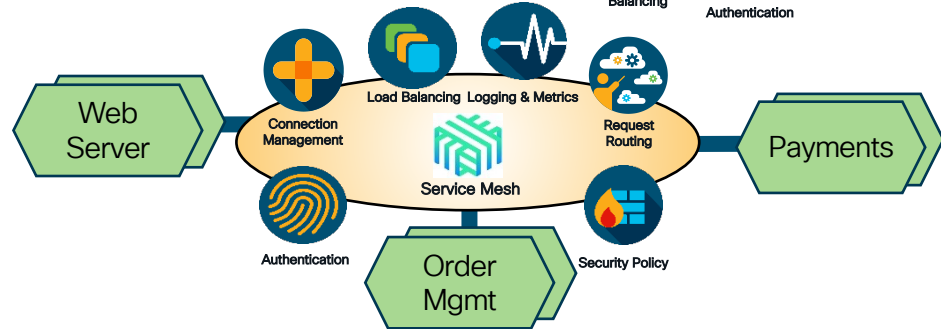 Balancing
Authentication
Web
Server
Connection
Management
Load Balancing
Logging & Metrics
Request
Routing
Payments
Service Mesh
Authentication
Order
Mgmt
Security Policy